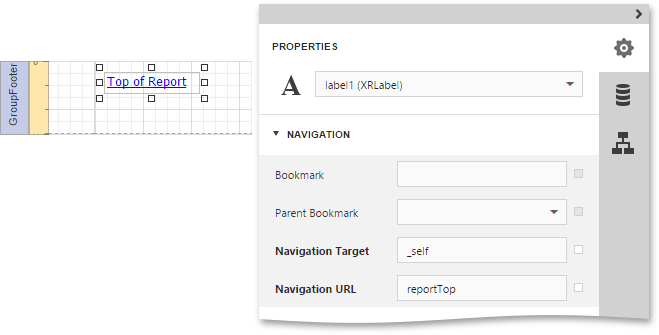 GroupFooter
Top of Report
PROPERTIES
A
label1 (XRLabel)
NAVIGATION
Bookmark
Parent Bookmark
Navigation Target
_self
Navigation URL
reportTop